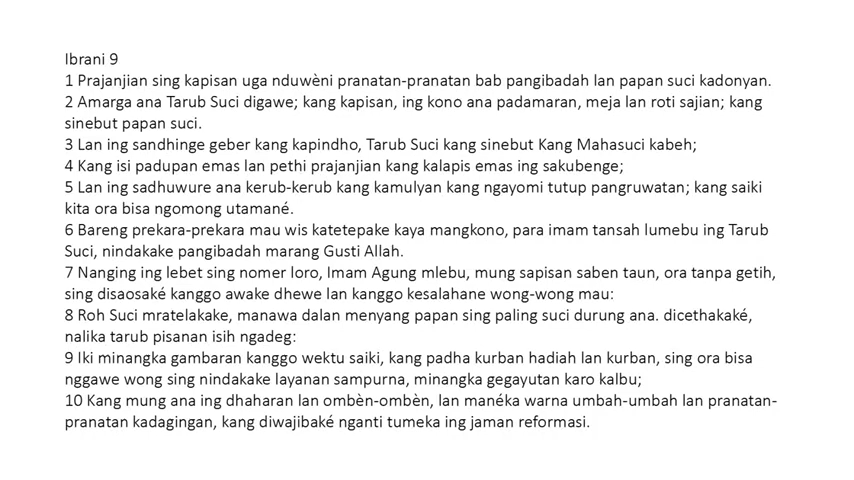 Ibrani 9
1 Prajanjian sing kapisan uga nduwèni pranatan-pranatan bab pangibadah lan papan suci kadonyan.
2 Amarga ana Tarub Suci digawe; kang kapisan, ing kono ana padamaran, meja lan roti sajian; kang
sinebut papan suci.
3 Lan ing sandhinge geber kang kapindho, Tarub Suci kang sinebut Kang Mahasuci kabeh;
4 Kang isi padupan emas lan pethi prajanjian kang kalapis emas ing sakubenge;
5 Lan ing sadhuwure ana kerub-kerub kang kamulyan kang ngayomi tutup pangruwatan; kang saiki
kita ora bisa ngomong utamané.
6 Bareng prekara-prekara mau wis katetepake kaya mangkono, para imam tansah lumebu ing Tarub
Suci, nindakake pangibadah marang Gusti Allah.
7 Nanging ing lebet sing nomer loro, Imam Agung mlebu, mung sapisan saben taun, ora tanpa getih,
sing disaosaké kanggo awake dhewe lan kanggo kesalahane wong-wong mau:
8 Roh Suci mratelakake, manawa dalan menyang papan sing paling suci durung ana. dicethakaké,
nalika tarub pisanan isih ngadeg:
9 Iki minangka gambaran kanggo wektu saiki, kang padha kurban hadiah lan kurban, sing ora bisa
nggawe wong sing nindakake layanan sampurna, minangka gegayutan karo kalbu;
10 Kang mung ana ing dhaharan lan ombèn-ombèn, lan manéka warna umbah-umbah lan pranatan-
pranatan kadagingan, kang diwajibaké nganti tumeka ing jaman reformasi.